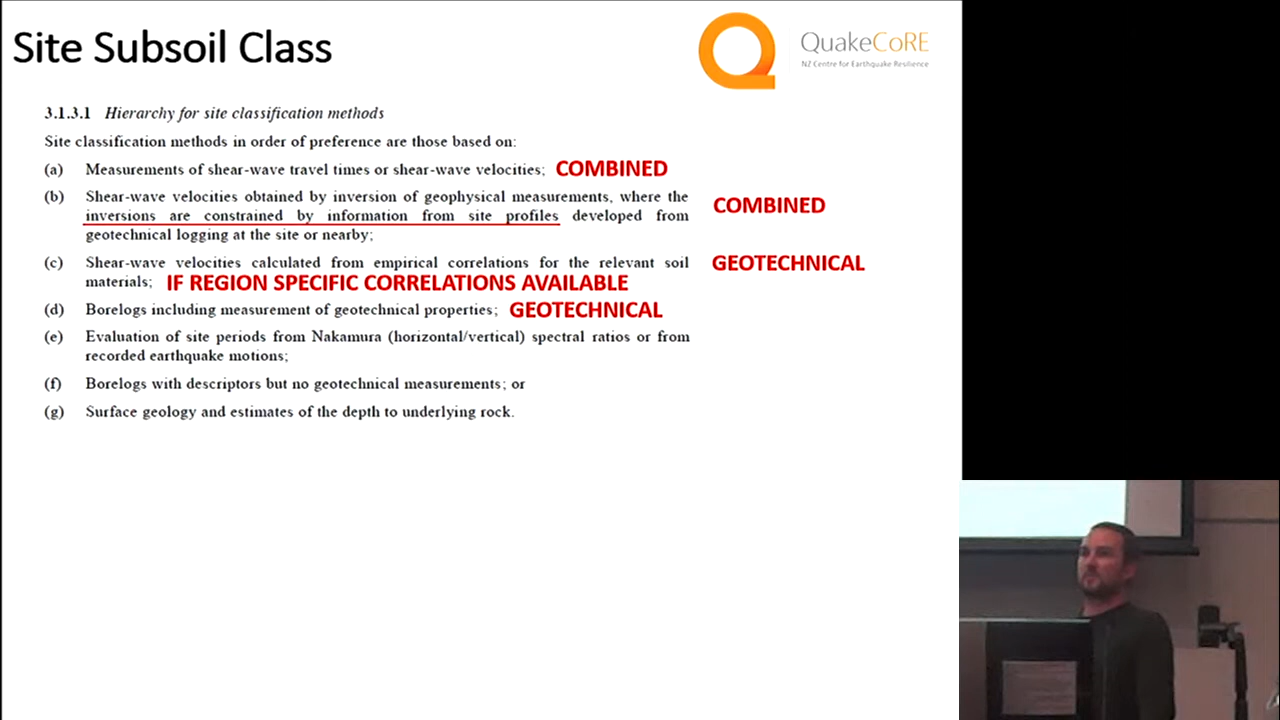 Site Subsoil Class
QuakeCoRE
NZ Centre for Earthquake Resilience
3.1.3.1 Hierarchy for site classification methods
Site classification methods in order of preference are those based on:
(a) Measurements of shear-wave travel times or shear-wave velocities; COMBINED
(b) Shear-wave velocities obtained by inversion of geophysical measurements, where the
inversions are constrained by information from site profiles developed from
geotechnical logging at the site or nearby;
COMBINED
(c) Shear-wave velocities calculated from empirical correlations for the relevant soil
materials; IF REGION SPECIFIC CORRELATIONS AVAILABLE
GEOTECHNICAL
(d) Borelogs including measurement of geotechnical properties; GEOTECHNICAL
(e) Evaluation of site periods from Nakamura (horizontal/vertical) spectral ratios or from
recorded earthquake motions;
(f) Borelogs with descriptors but no geotechnical measurements; or
(g) Surface geology and estimates of the depth to underlying rock.